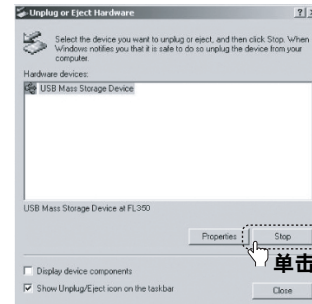 Unplug or Eject Hardware
Select the device you want to unplug or eject, and then click Stop. When
Windows notifies you that it is safe to do so unplug the device from your
computer.
Hardware devices:
USB Mass Storage Device
USB Mass Storage Device at FL350
Properties
Stop
单击
Display device components
Show Unplug/Eject icon on the taskbar
Close